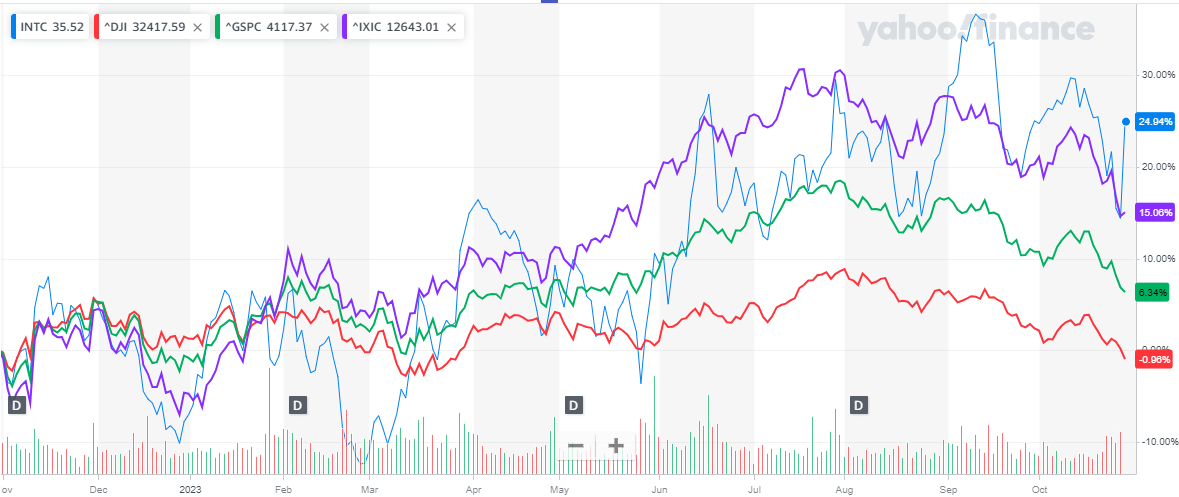 INTC 35.52 ^DJI 32417.59 × ^GSPC 4117.37 × ^IXIC 12643.01 ×
yahoo!finance
30.00%
24.94%
20.00%
15.06%
10.00%
6.34%
0.00%
-0.96%
D D D D
-10.00%
ov Dec 2023 Feb Mar Apr May Jun Jul Aug Sep Oct